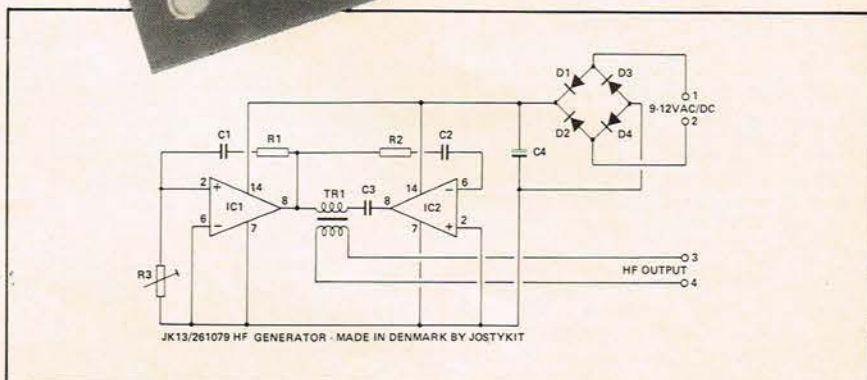 D1
D3
9-12VAC/DC
1
2
D2
D4
C1
R1
R2
C2
C4
2
+
14
IC1
8
6
−
7
TR1
C3
8
14
IC2
6
−
7
2
+
R3
3
HF OUTPUT
4
JK13/261079 HF GENERATOR - MADE IN DENMARK BY JOSTYKIT